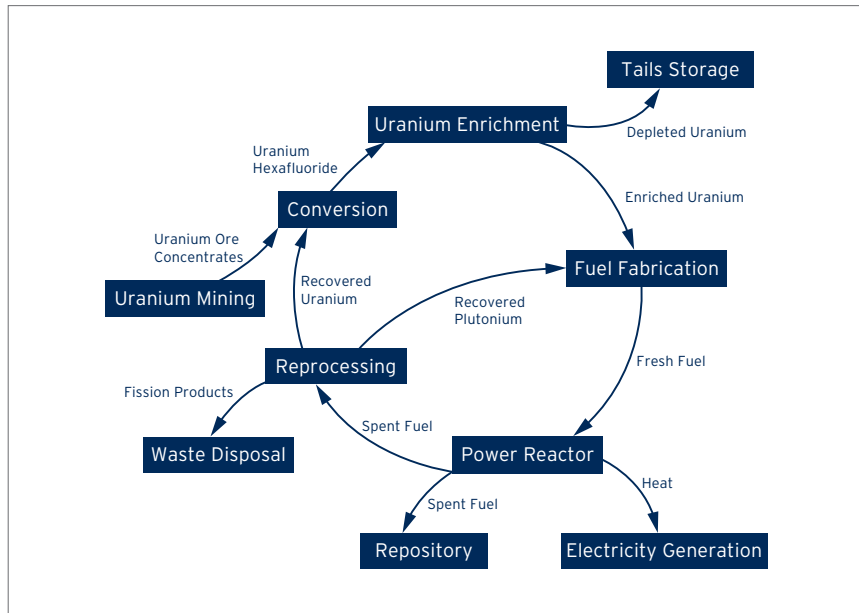 Tails Storage
Uranium Enrichment
Depleted Uranium
Uranium
Hexafluoride
Enriched Uranium
Conversion
Uranium Ore
Concentrates
Fuel Fabrication
Recovered
Uranium
Uranium Mining
Recovered
Plutonium
Reprocessing
Fresh Fuel
Fission Products
Spent Fuel
Waste Disposal
Power Reactor
Heat
Spent Fuel
Repository
Electricity Generation